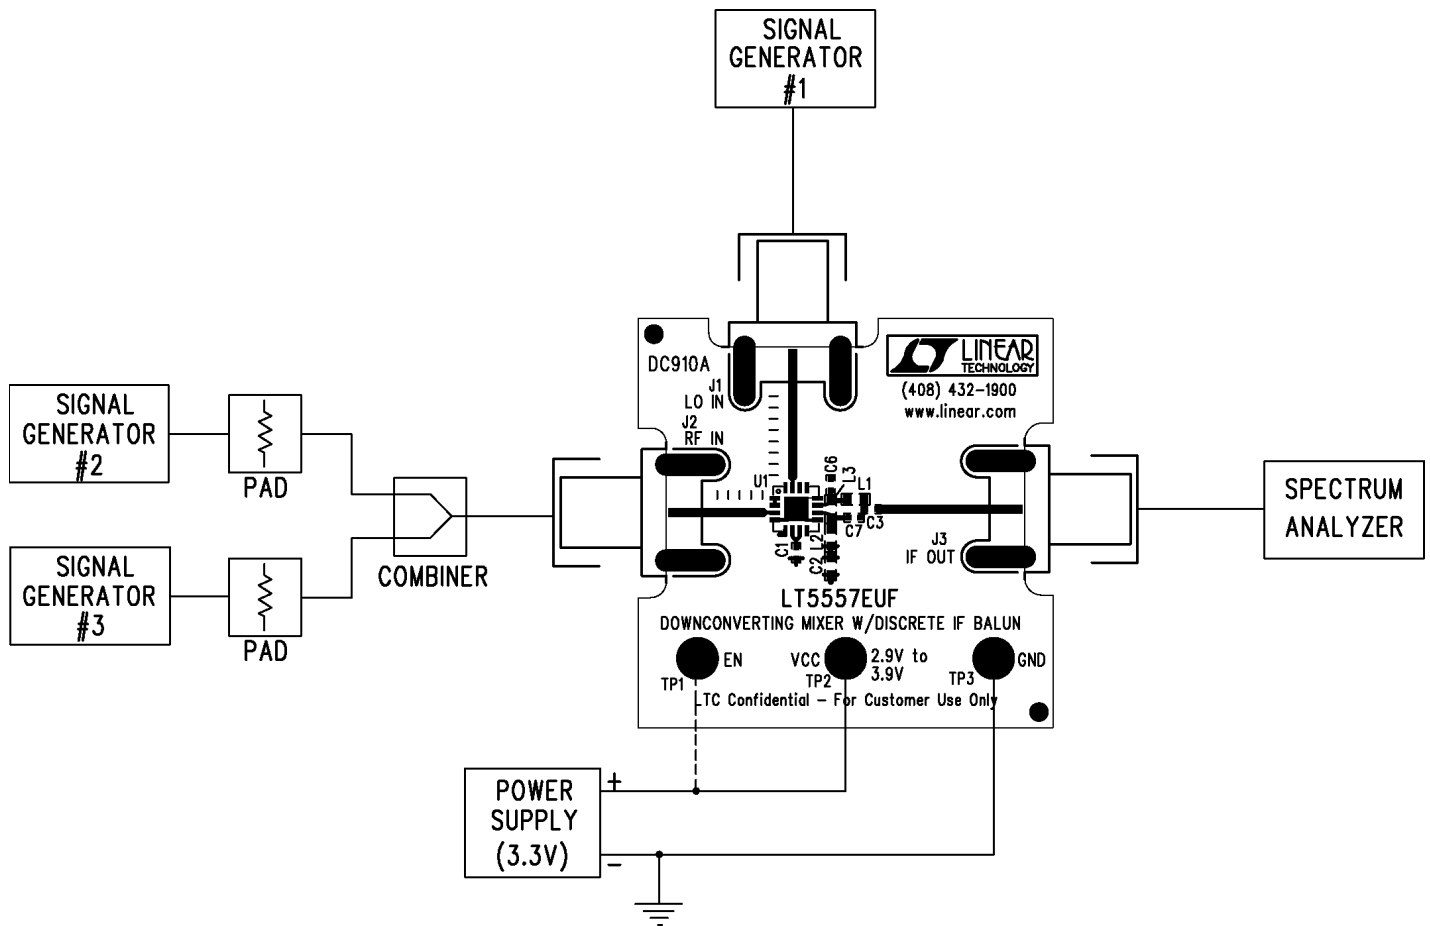 SIGNAL
GENERATOR
#1
DC910A
LINEAR
TECHNOLOGY
(408) 432-1900
www.linear.com
J1
LO IN
J2
RF IN
SIGNAL
GENERATOR
#2
PAD
COMBINER
SIGNAL
GENERATOR
#3
PAD
U1
C6
L3
L1
C3
C7
C1
L2
C2
J3
IF OUT
SPECTRUM
ANALYZER
LT5557EUF
DOWNCONVERTING MIXER W/DISCRETE IF BALUN
EN
TP1
VCC
2.9V to
3.9V
TP2
GND
TP3
LTC Confidential – For Customer Use Only
POWER
SUPPLY
(3.3V)
+
–